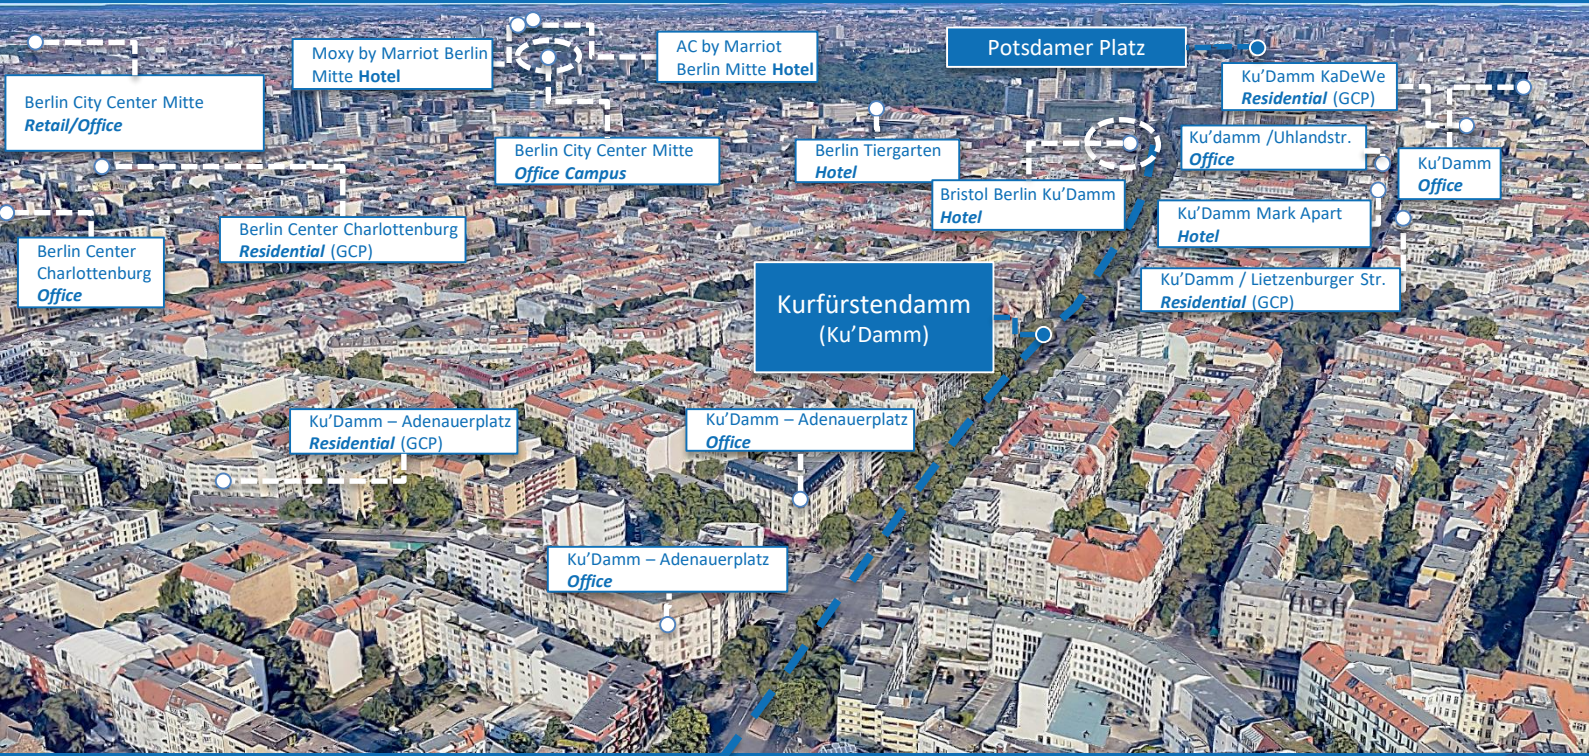 Moxy by Marriot Berlin
Mitte Hotel
AC by Marriot
Berlin Mitte Hotel
Potsdamer Platz
Ku'Damm KaDeWe
Residential (GCP)
Berlin City Center Mitte
Retail/Office
Berlin City Center Mitte
Office Campus
Berlin Tiergarten
Hotel
Ku'damm /Uhlandstr.
Office
Ku'Damm
Office
Bristol Berlin Ku'Damm
Hotel
Ku'Damm Mark Apart
Hotel
Berlin Center Charlottenburg
Residential (GCP)
Berlin Center
Charlottenburg
Office
Ku'Damm / Lietzenburger Str.
Residential (GCP)
Kurfürstendamm
(Ku'Damm)
Ku'Damm – Adenauerplatz
Residential (GCP)
Ku'Damm – Adenauerplatz
Office
Ku'Damm – Adenauerplatz
Office